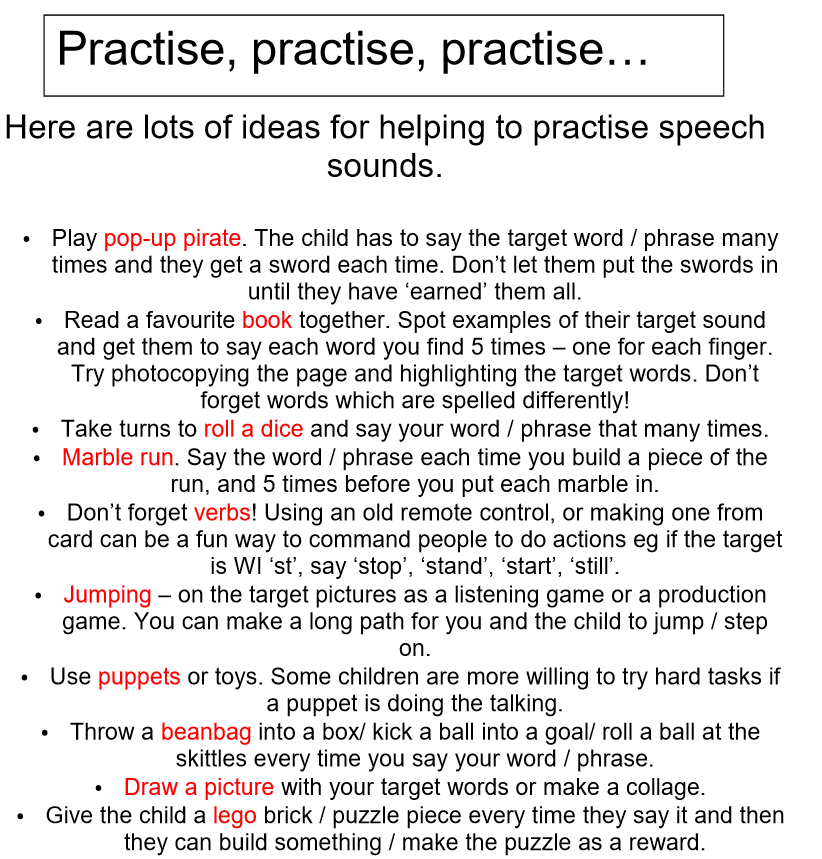 Practise, practise, practise…
Here are lots of ideas for helping to practise speech
sounds.
• Play pop-up pirate. The child has to say the target word / phrase many
times and they get a sword each time. Don’t let them put the swords in
until they have ‘earned’ them all.
• Read a favourite book together. Spot examples of their target sound
and get them to say each word you find 5 times – one for each finger.
Try photocopying the page and highlighting the target words. Don’t
forget words which are spelled differently!
• Take turns to roll a dice and say your word / phrase that many times.
• Marble run. Say the word / phrase each time you build a piece of the
run, and 5 times before you put each marble in.
• Don’t forget verbs! Using an old remote control, or making one from
card can be a fun way to command people to do actions eg if the target
is WI ‘st’, say ‘stop’, ‘stand’, ‘start’, ‘still’.
• Jumping – on the target pictures as a listening game or a production
game. You can make a long path for you and the child to jump / step
on.
• Use puppets or toys. Some children are more willing to try hard tasks if
a puppet is doing the talking.
• Throw a beanbag into a box/ kick a ball into a goal/ roll a ball at the
skittles every time you say your word / phrase.
• Draw a picture with your target words or make a collage.
• Give the child a lego brick / puzzle piece every time they say it and then
they can build something / make the puzzle as a reward.